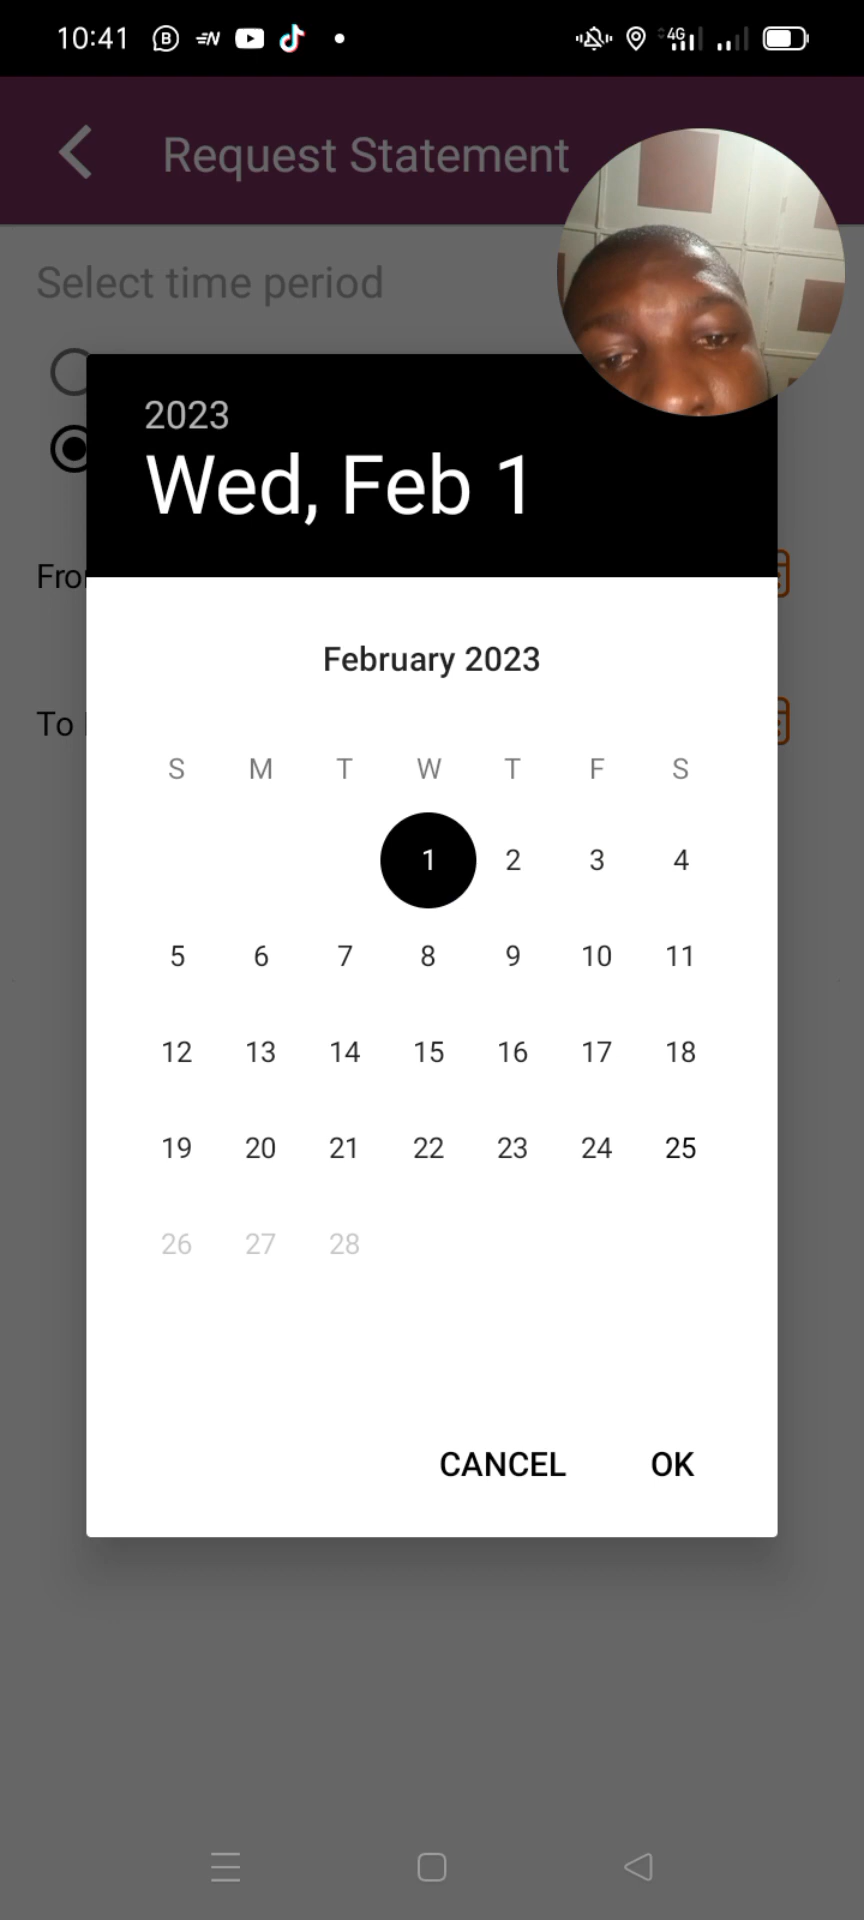 10:41
4G
Request Statement
Select time period
2023
Wed, Feb 1
From
To
February 2023
S M T W T F S
1 2 3 4
5 6 7 8 9 10 11
12 13 14 15 16 17 18
19 20 21 22 23 24 25
26 27 28
CANCEL OK